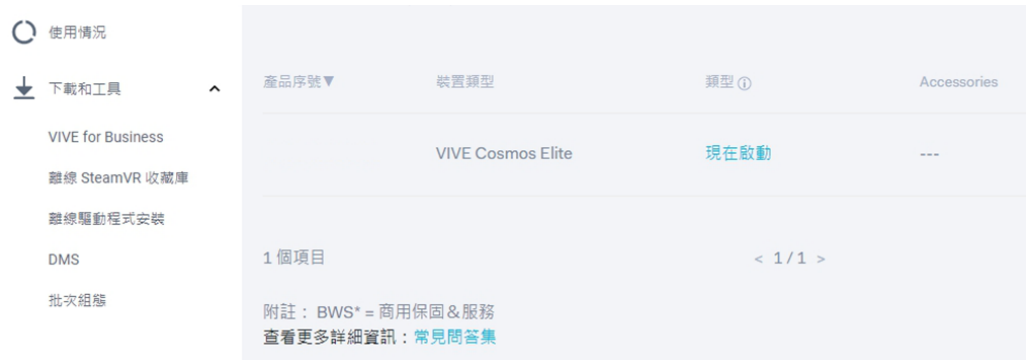 使用情況
下載和工具
VIVE for Business
離線 SteamVR 收藏庫
離線驅動程式安裝
DMS
批次組態
產品序號▼ 裝置類型 類型 ⓘ Accessories
VIVE Cosmos Elite 現在啟動 ---
1 個項目 < 1 / 1 >
附註： BWS* = 商用保固＆服務
查看更多詳細資訊：常見問答集